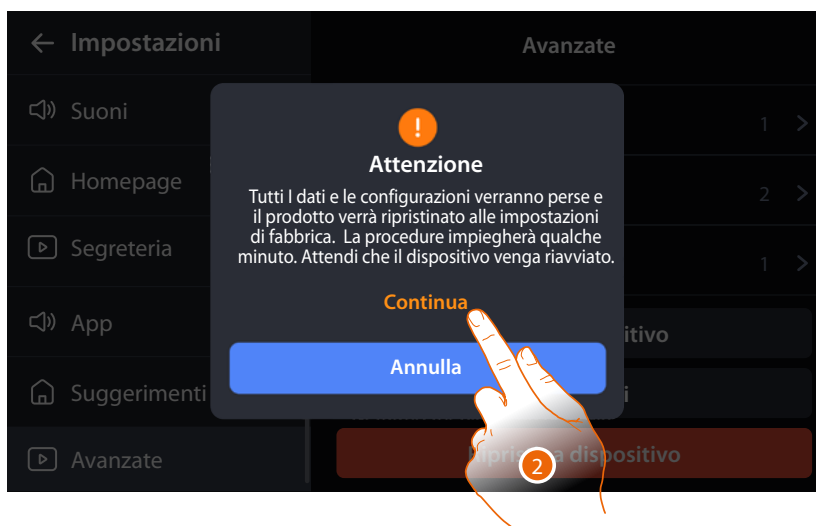 Impostazioni
Avanzate
Suoni
1
Homepage
2
Segreteria
1
App
Suggerimenti
Avanzate
!
Attenzione
Tutti I dati e le configurazioni verranno perse e
il prodotto verrà ripristinato alle impostazioni
di fabbrica. La procedure impiegherà qualche
minuto. Attendi che il dispositivo venga riavviato.
Continua
Annulla
dispositivo
2